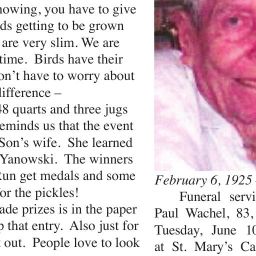 nowing, you have to give
ds getting to be grown
are very slim. We are
time. Birds have their
on't have to worry about
difference –
48 quarts and three jugs
eminds us that the event
Son's wife. She learned
Yanowski. The winners
Run get medals and some
or the pickles!
ade prizes is in the paper
p that entry. Also just for
t out. People love to look
February 6, 1925
Funeral servi
Paul Wachel, 83,
Tuesday, June 10
at St. Mary's Ca